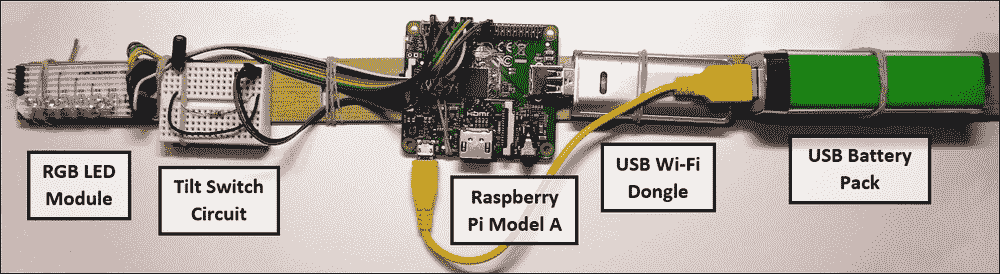 RGB LED
Module
Tilt Switch
Circuit
Raspberry
Pi Model A
USB Wi-Fi
Dongle
USB Battery
Pack